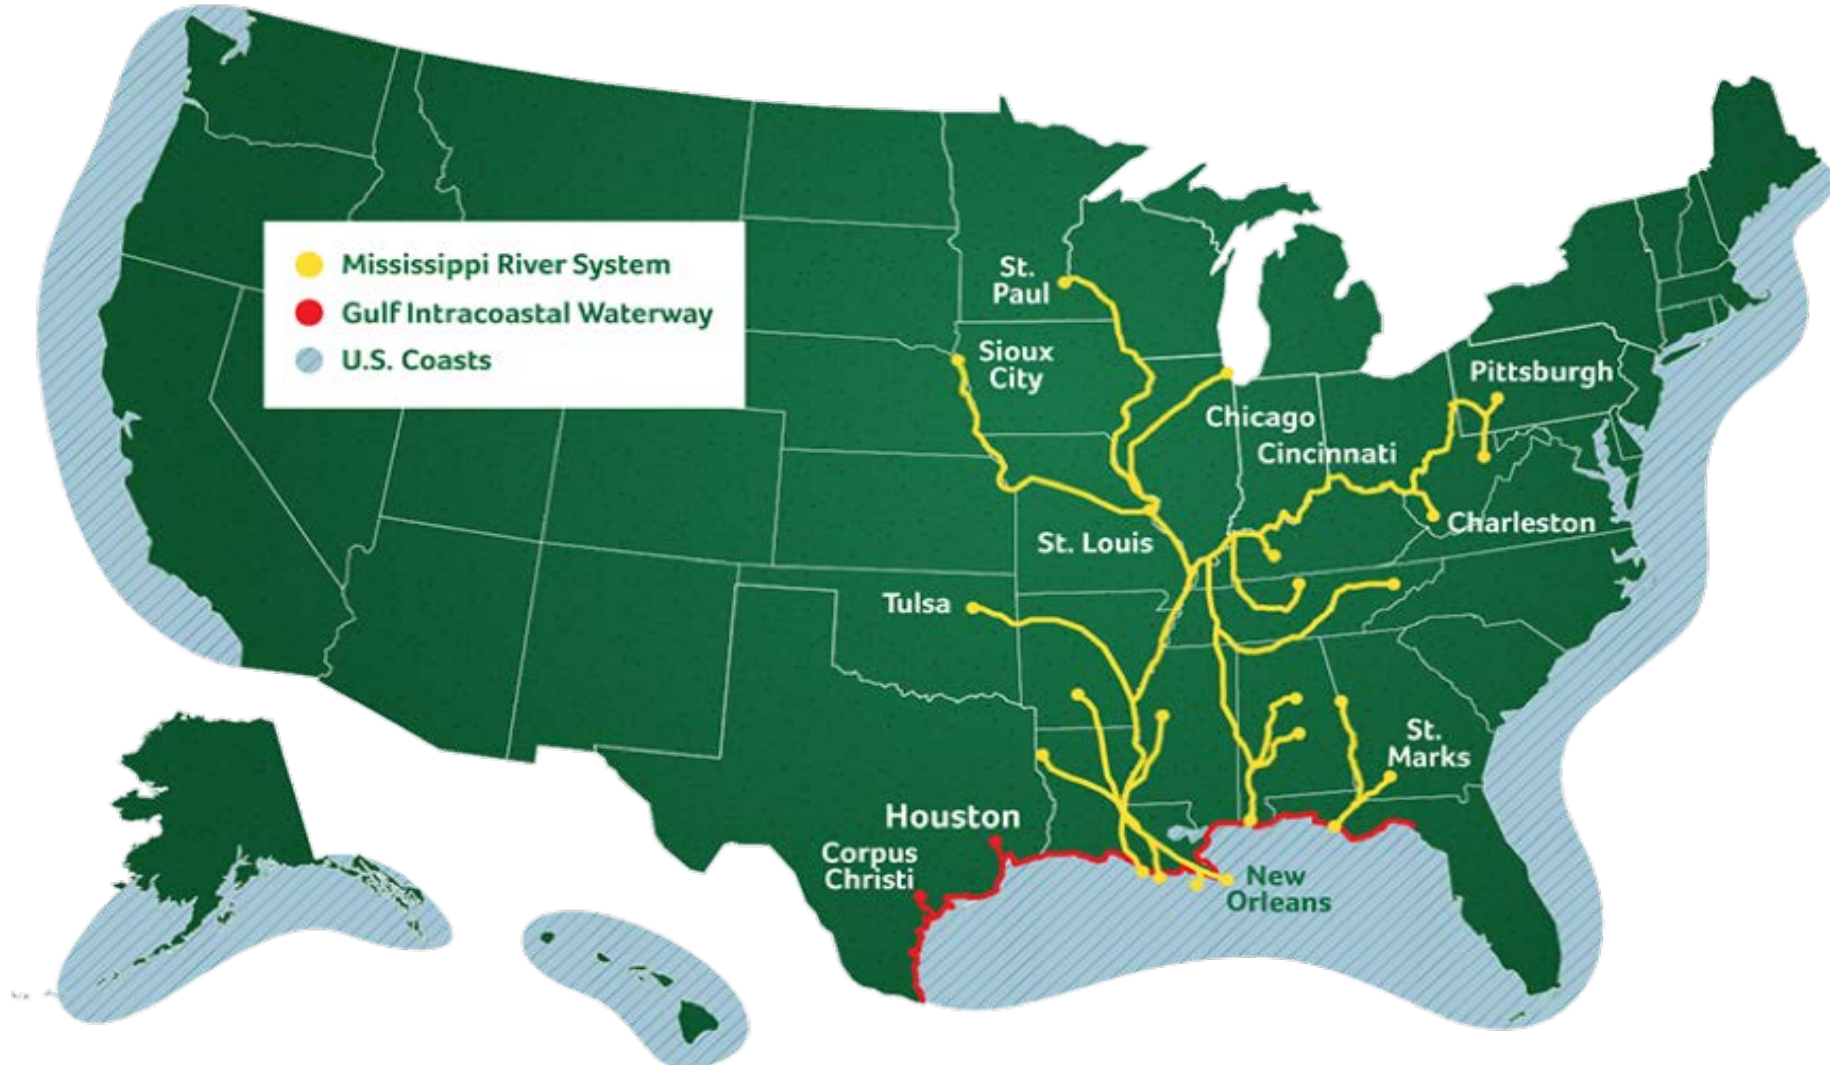 Mississippi River System
Gulf Intracoastal Waterway
U.S. Coasts
St.
Paul
Sioux
City
Pittsburgh
Chicago
Cincinnati
Charleston
St. Louis
Tulsa
St.
Marks
Houston
Corpus
Christi
New
Orleans